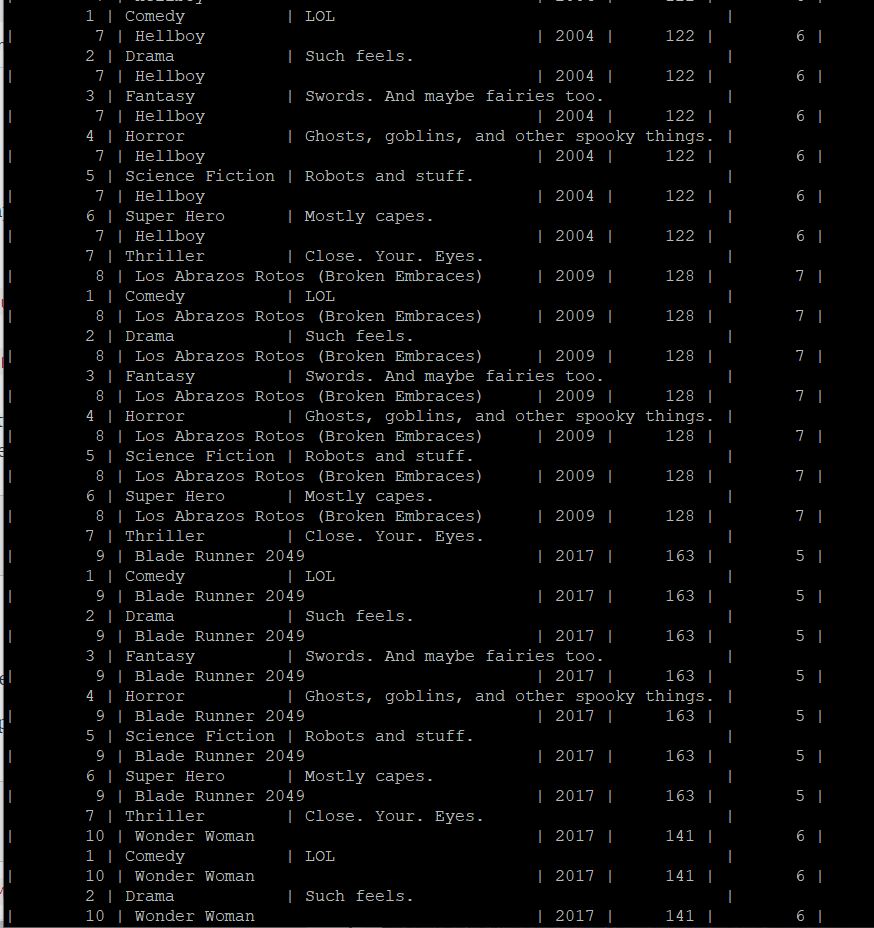 1 | Comedy | LOL |
| 7 | Hellboy | 2004 | 122 | 6 |
2 | Drama | Such feels. |
| 7 | Hellboy | 2004 | 122 | 6 |
3 | Fantasy | Swords. And maybe fairies too. |
| 7 | Hellboy | 2004 | 122 | 6 |
4 | Horror | Ghosts, goblins, and other spooky things. |
| 7 | Hellboy | 2004 | 122 | 6 |
5 | Science Fiction | Robots and stuff. |
| 7 | Hellboy | 2004 | 122 | 6 |
6 | Super Hero | Mostly capes. |
| 7 | Hellboy | 2004 | 122 | 6 |
7 | Thriller | Close. Your. Eyes. |
| 8 | Los Abrazos Rotos (Broken Embraces) | 2009 | 128 | 7 |
1 | Comedy | LOL |
| 8 | Los Abrazos Rotos (Broken Embraces) | 2009 | 128 | 7 |
2 | Drama | Such feels. |
| 8 | Los Abrazos Rotos (Broken Embraces) | 2009 | 128 | 7 |
3 | Fantasy | Swords. And maybe fairies too. |
| 8 | Los Abrazos Rotos (Broken Embraces) | 2009 | 128 | 7 |
4 | Horror | Ghosts, goblins, and other spooky things. |
| 8 | Los Abrazos Rotos (Broken Embraces) | 2009 | 128 | 7 |
5 | Science Fiction | Robots and stuff. |
| 8 | Los Abrazos Rotos (Broken Embraces) | 2009 | 128 | 7 |
6 | Super Hero | Mostly capes. |
| 8 | Los Abrazos Rotos (Broken Embraces) | 2009 | 128 | 7 |
7 | Thriller | Close. Your. Eyes. |
| 9 | Blade Runner 2049 | 2017 | 163 | 5 |
1 | Comedy | LOL |
| 9 | Blade Runner 2049 | 2017 | 163 | 5 |
2 | Drama | Such feels. |
| 9 | Blade Runner 2049 | 2017 | 163 | 5 |
3 | Fantasy | Swords. And maybe fairies too. |
| 9 | Blade Runner 2049 | 2017 | 163 | 5 |
4 | Horror | Ghosts, goblins, and other spooky things. |
| 9 | Blade Runner 2049 | 2017 | 163 | 5 |
5 | Science Fiction | Robots and stuff. |
| 9 | Blade Runner 2049 | 2017 | 163 | 5 |
6 | Super Hero | Mostly capes. |
| 9 | Blade Runner 2049 | 2017 | 163 | 5 |
7 | Thriller | Close. Your. Eyes. |
| 10 | Wonder Woman | 2017 | 141 | 6 |
1 | Comedy | LOL |
| 10 | Wonder Woman | 2017 | 141 | 6 |
2 | Drama | Such feels. |
| 10 | Wonder Woman | 2017 | 141 | 6 |